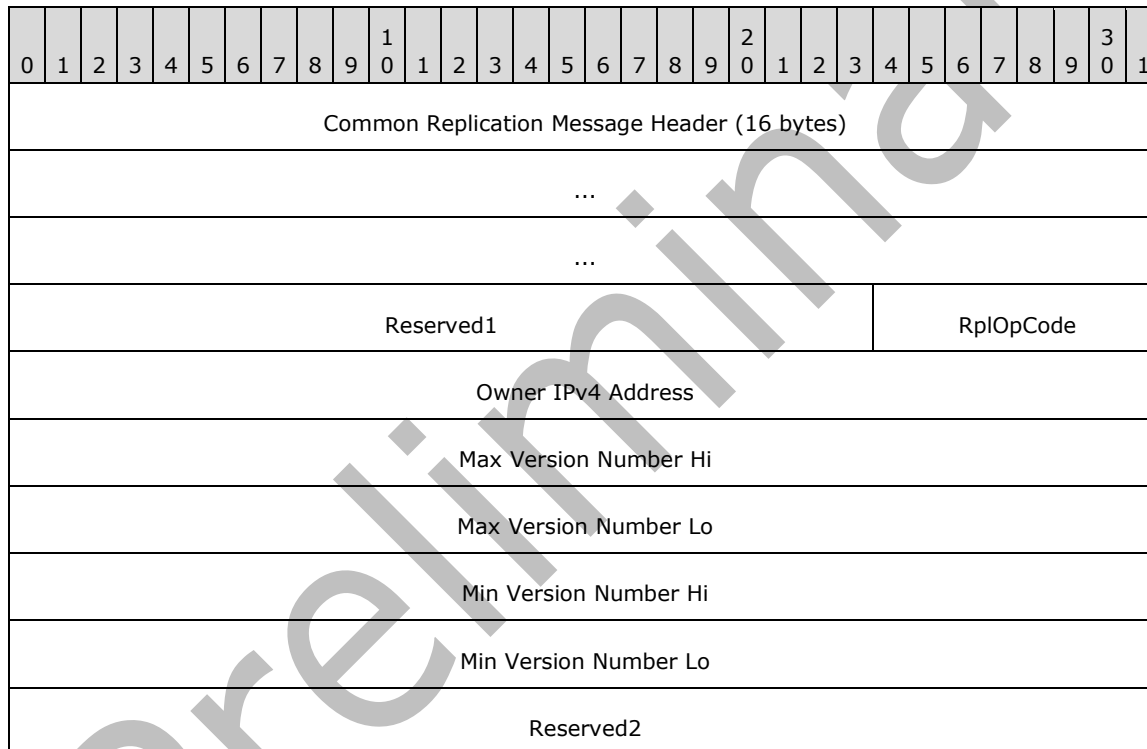 1 2 3
0 1 2 3 4 5 6 7 8 9 0 1 2 3 4 5 6 7 8 9 0 1 2 3 4 5 6 7 8 9 0 1
Common Replication Message Header (16 bytes)
...
...
Reserved1 RplOpCode
Owner IPv4 Address
Max Version Number Hi
Max Version Number Lo
Min Version Number Hi
Min Version Number Lo
Reserved2